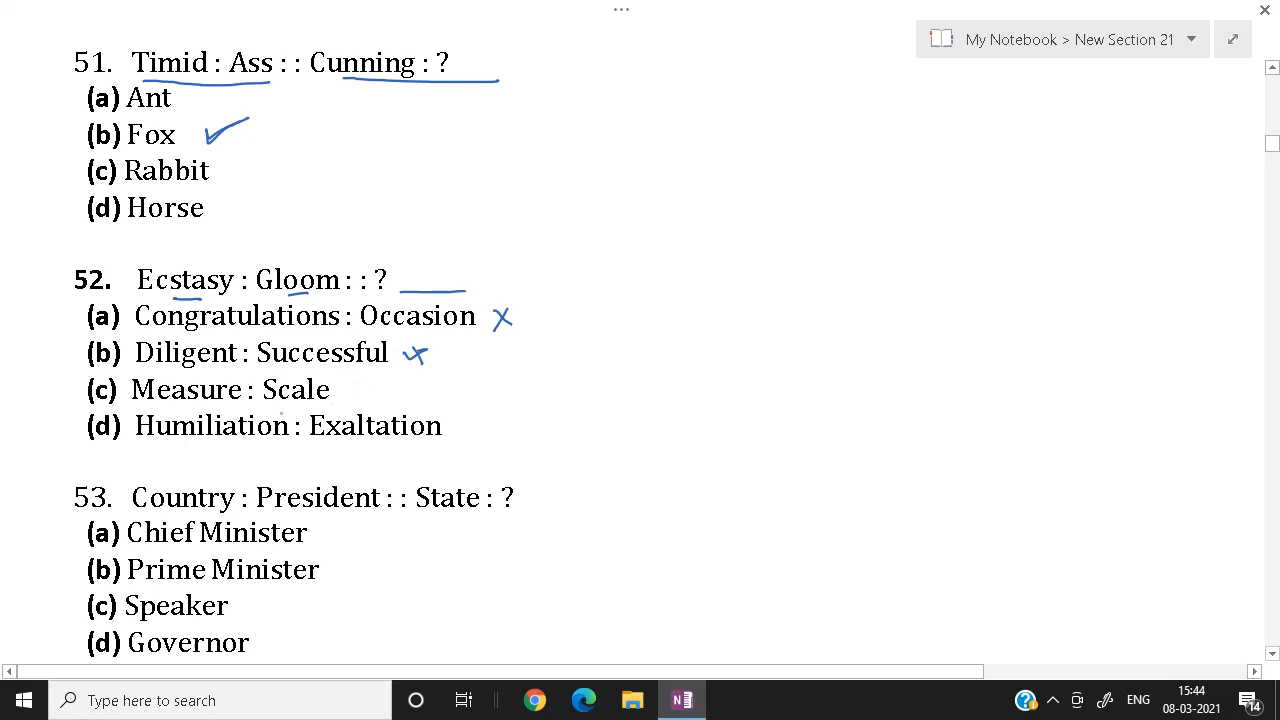 My Notebook > New Section 21
51. Timid : Ass : : Cunning : ?
(a) Ant
(b) Fox
(c) Rabbit
(d) Horse
52. Ecstasy : Gloom : : ?
(a) Congratulations : Occasion
(b) Diligent : Successful
(c) Measure : Scale
(d) Humiliation : Exaltation
53. Country : President : : State : ?
(a) Chief Minister
(b) Prime Minister
(c) Speaker
(d) Governor
Type here to search
N
ENG
15:44
08-03-2021
14